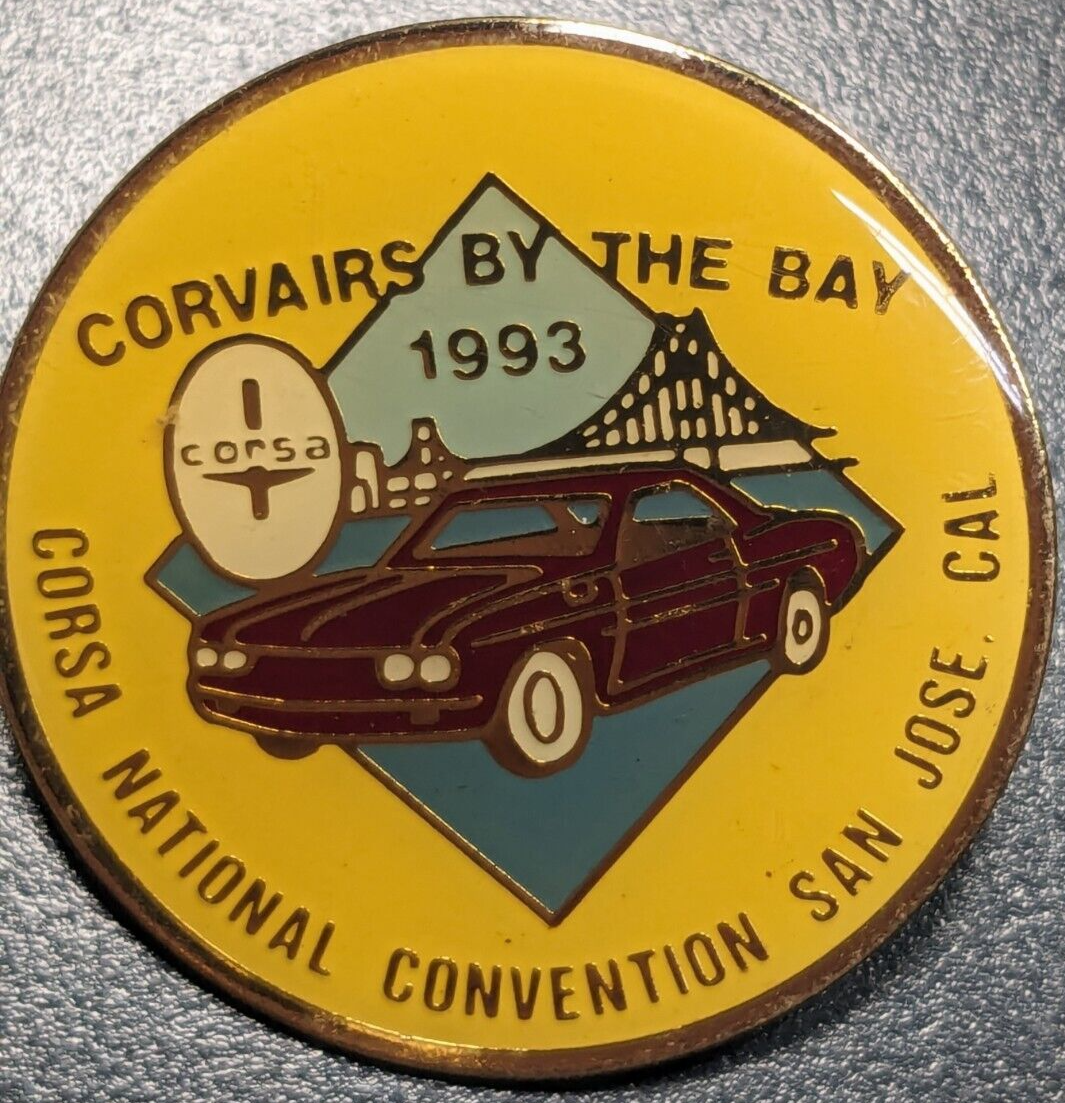 CORVAIRS BY THE BAY
1993
corsa
CORSA NATIONAL CONVENTION SAN JOSE. CAL